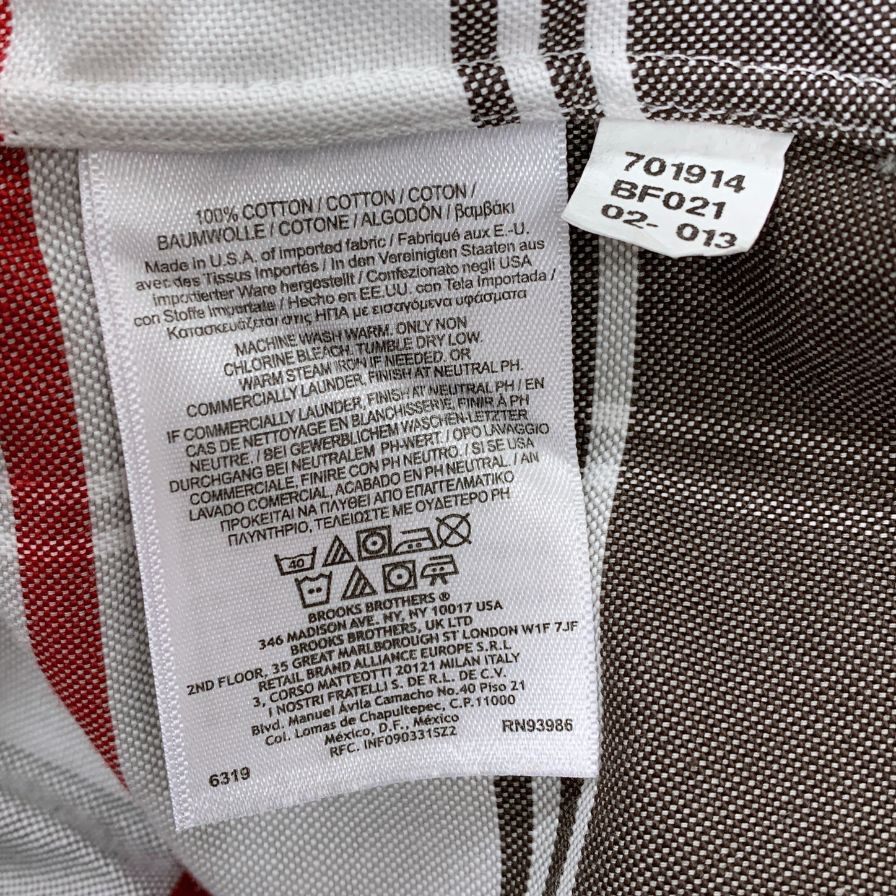 100% COTTON / COTTON / COTON /
BAUMWOLLE / COTONE / ALGODÓN / βαμβάκι
Made in U.S.A. of imported fabric / Fabriqué aux E.-U.
avec des Tissus Importés / In den Vereinigten Staaten aus
importierter Ware hergestellt / Confezionato negli USA
con Stoffe Importate / Hecho en EE.UU. con Tela Importada /
Κατασκευάζεται στις ΗΠΑ με εισαγόμενα υφάσματα
MACHINE WASH WARM. ONLY NON
CHLORINE BLEACH. TUMBLE DRY LOW.
WARM STEAM IRON IF NEEDED. OR
COMMERCIALLY LAUNDER, FINISH AT NEUTRAL PH.
IF COMMERCIALLY LAUNDER, FINISH AT NEUTRAL PH / EN
CAS DE NETTOYAGE EN BLANCHISSERIE, FINIR À PH
NEUTRE. / BEI GEWERBLICHEM WASCHEN-LETZTER
DURCHGANG BEI NEUTRALEM PH-WERT. / OPO LAVAGGIO
COMMERCIALE, FINIRE CON PH NEUTRO. / SI SE USA
LAVADO COMERCIAL, ACABADO EN PH NEUTRAL. / AN
ΠΡΟΚΕΙΤΑΙ ΝΑ ΠΛΥΘΕΙ ΑΠΟ ΕΠΑΓΓΕΛΜΑΤΙΚΟ
ΠΛΥΝΤΗΡΙΟ, ΤΕΛΕΙΩΣΤΕ ΜΕ ΟΥΔΕΤΕΡΟ PH
40
BROOKS BROTHERS ®
346 MADISON AVE. NY, NY 10017 USA
BROOKS BROTHERS, UK LTD
2ND FLOOR, 35 GREAT MARLBOROUGH ST LONDON W1F 7JF
RETAIL BRAND ALLIANCE EUROPE S.R.L
3, CORSO MATTEOTTI 20121 MILAN ITALY
I NOSTRI FRATELLI S. DE R.L. DE C.V.
Blvd. Manuel Ávila Camacho No.40 Piso 21
Col. Lomas de Chapultepec, C.P.11000
México, D.F. México
RFC. INF090331SZ2
RN93986
6319
701914
BF021
02- 013